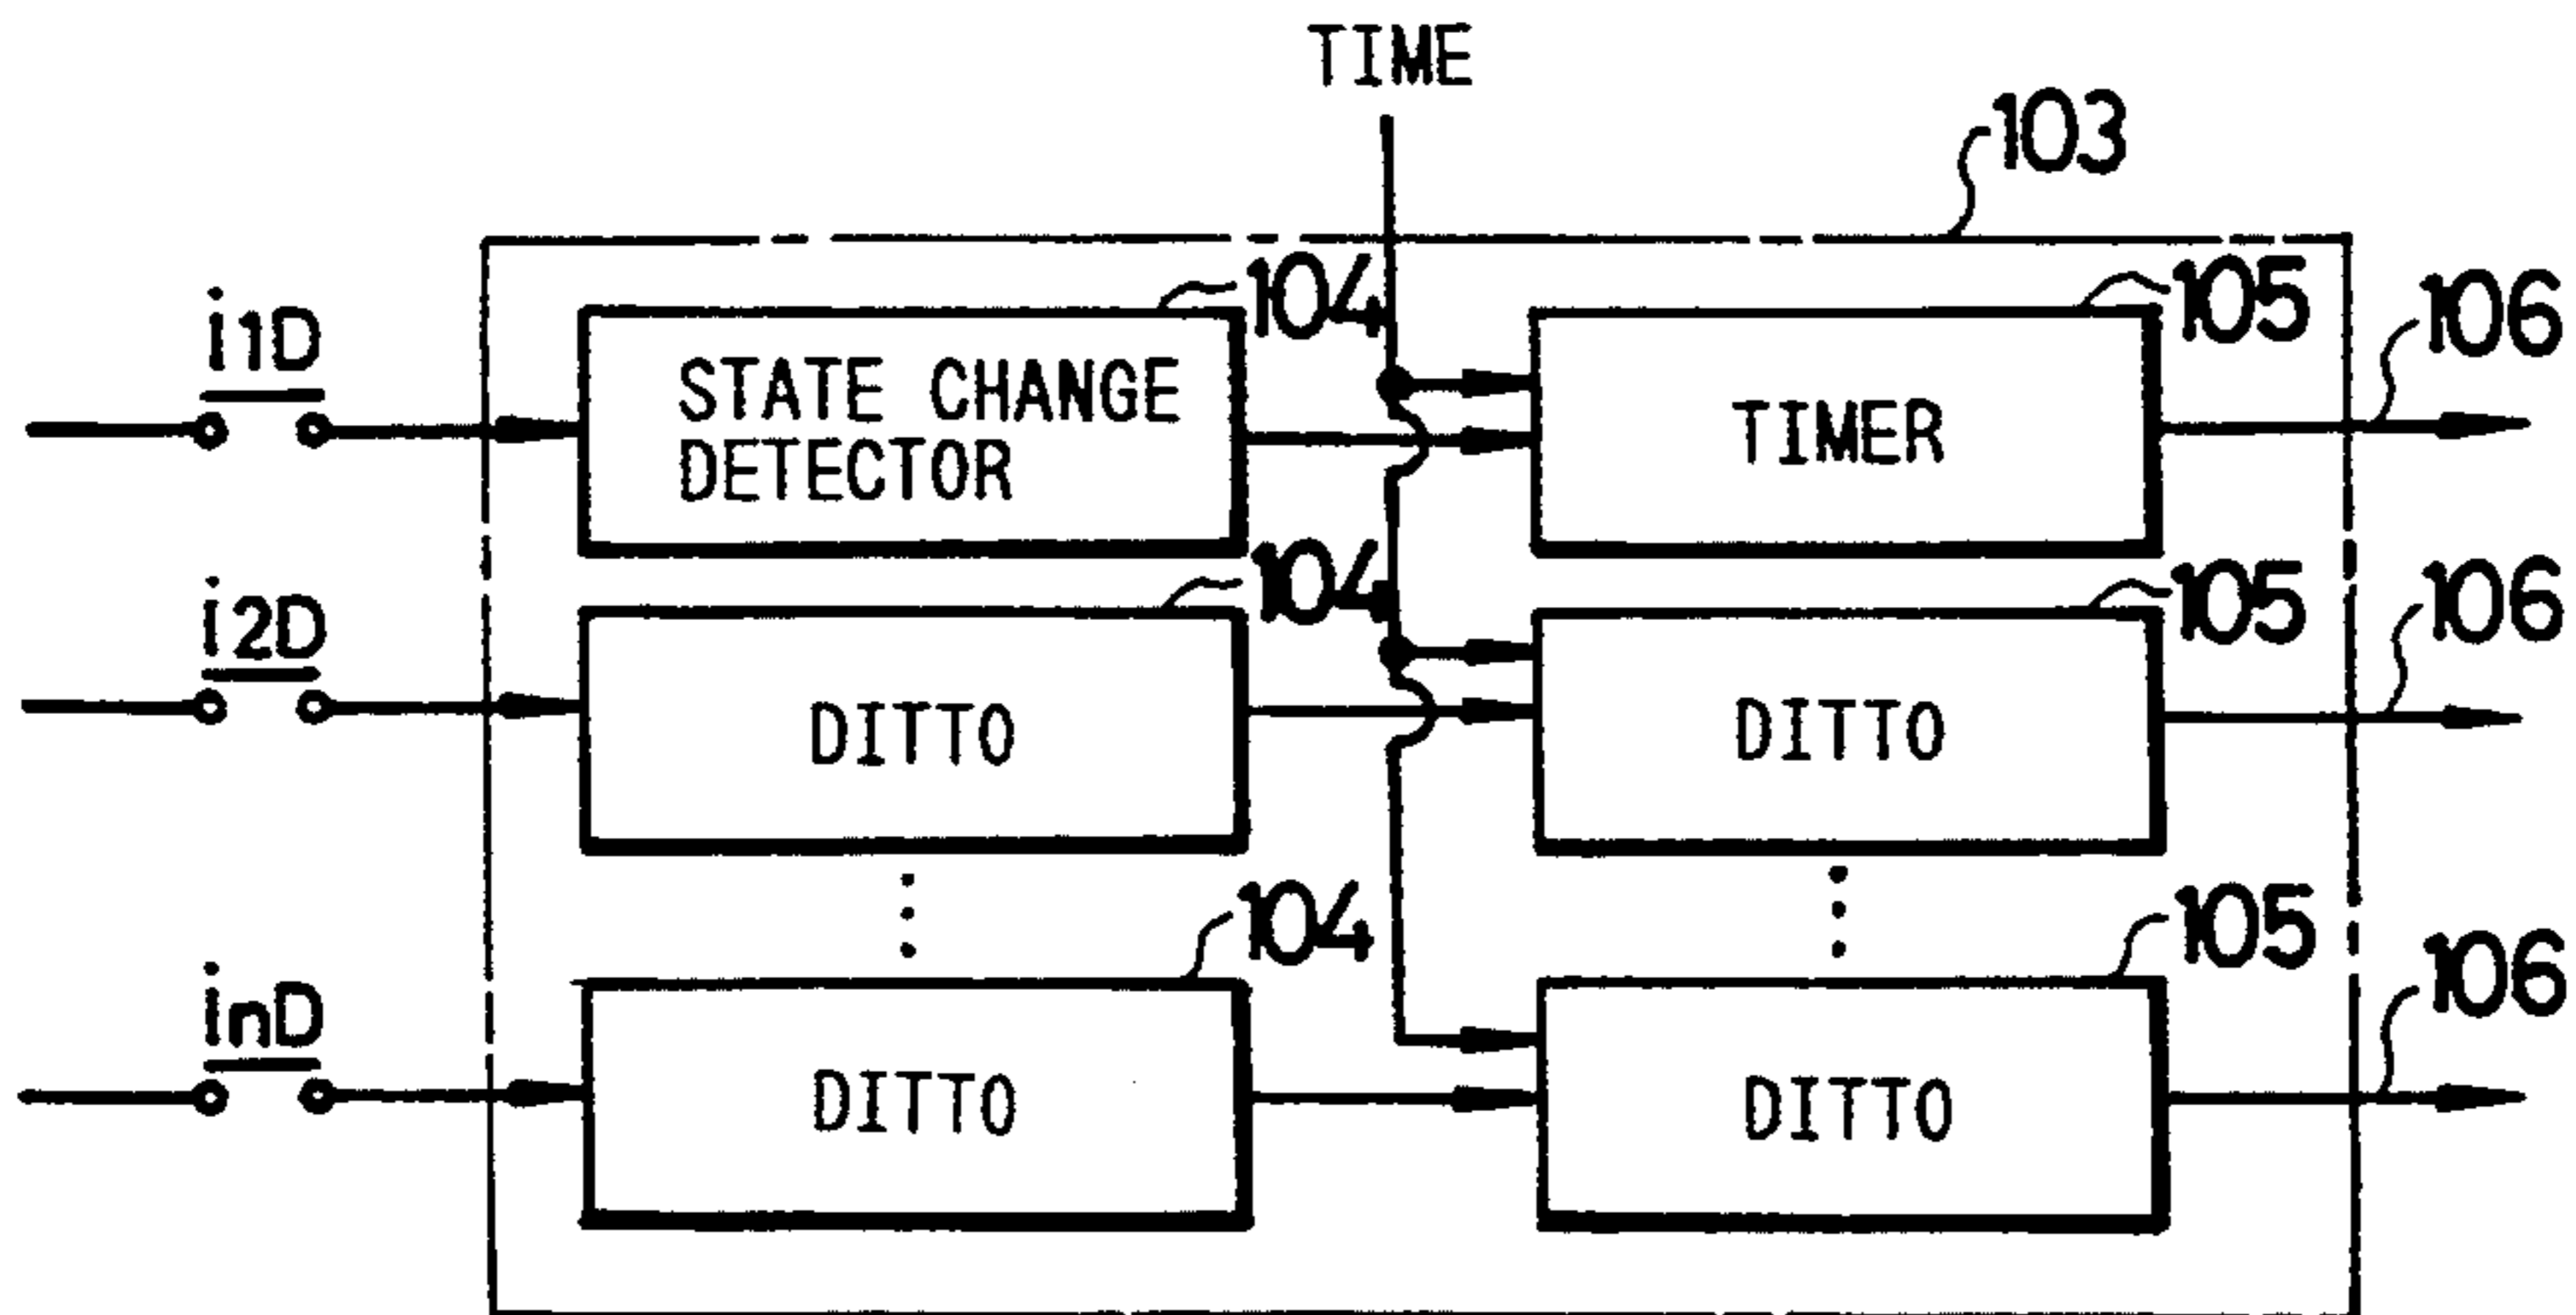 TIME
103
104
105
106
i1D
STATE CHANGE
DETECTOR
TIMER
104
105
106
i2D
DITTO
DITTO
104
105
106
inD
DITTO
DITTO